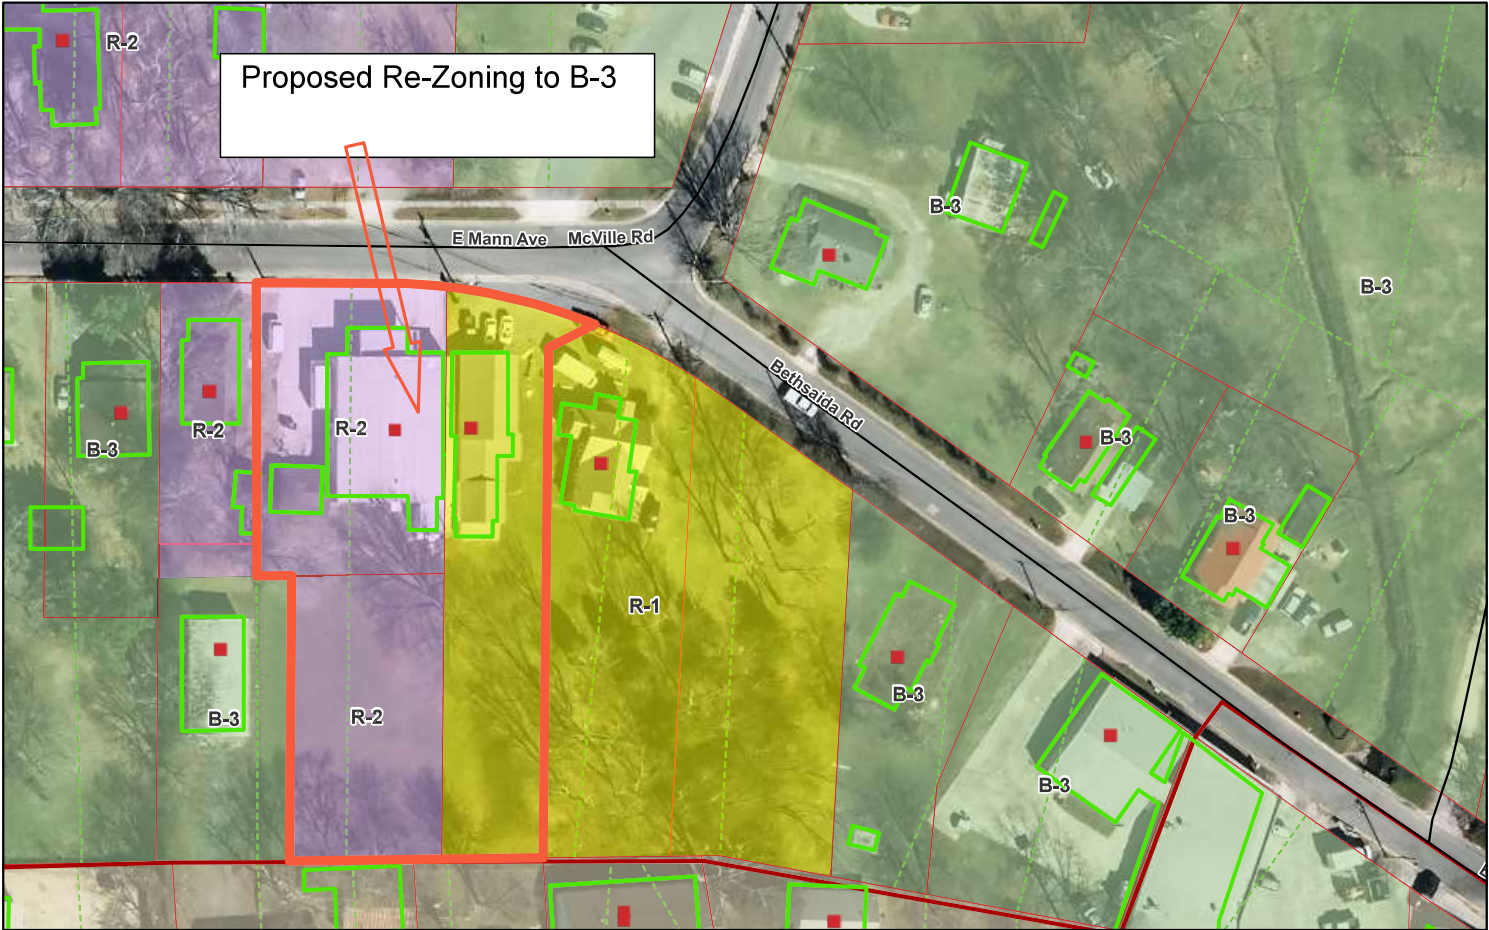 R-2
Proposed Re-Zoning to B-3
B-3
E Mann Ave
McVille Rd
B-3
Bethsaida Rd
R-2
R-2
B-3
B-3
B-3
R-1
B-3
R-2
B-3
B-3